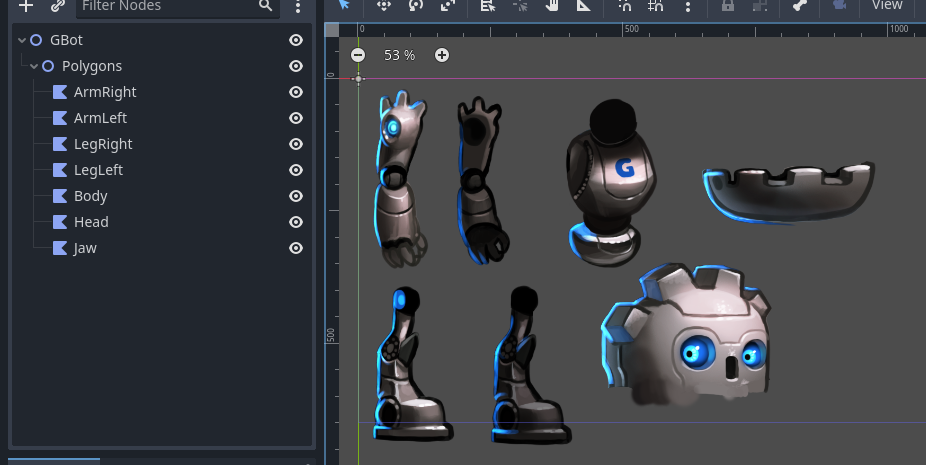 Filter Nodes
View
GBot
Polygons
ArmRight
ArmLeft
LegRight
LegLeft
Body
Head
Jaw
0
500
1000
53 %
0
500
G